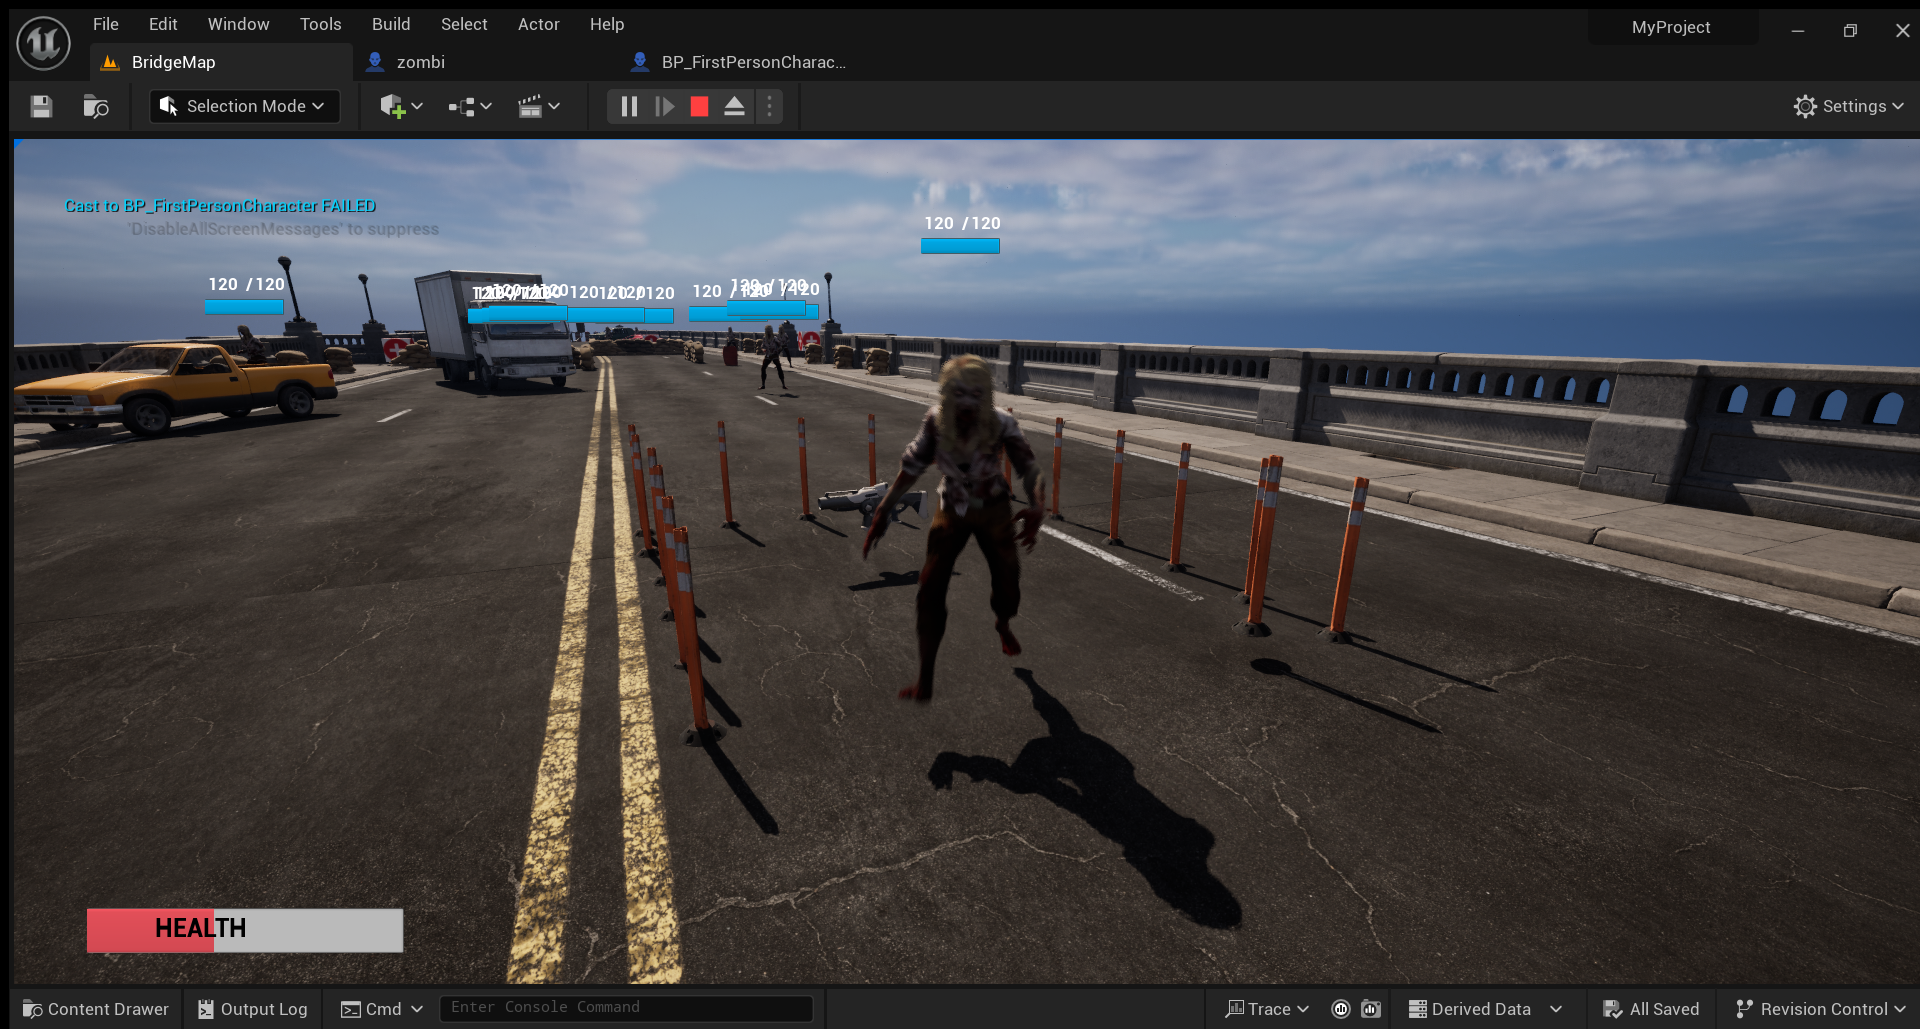 File Edit Window Tools Build Select Actor Help
MyProject
BridgeMap
zombi
BP_FirstPersonCharac...
Selection Mode
Settings
Cast to BP_FirstPersonCharacter FAILED
'DisableAllScreenMessages' to suppress
120 / 120
120 / 120
120 / 120
HEALTH
Content Drawer
Output Log
Cmd
Enter Console Command
Trace
Derived Data
All Saved
Revision Control